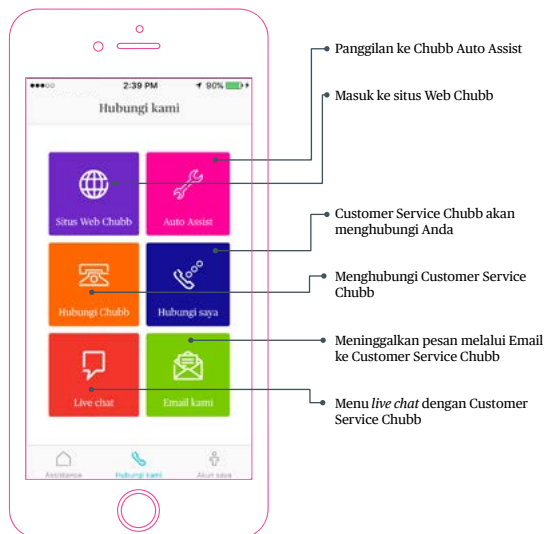 2:39 PM
90%
Hubungi kami
Situs Web Chubb
Auto Assist
Hubungi Chubb
Hubungi saya
Live chat
Email kami
Assistance
Hubungi kami
Akun saya
Panggilan ke Chubb Auto Assist
Masuk ke situs Web Chubb
Customer Service Chubb akan
menghubungi Anda
Menghubungi Customer Service
Chubb
Meninggalkan pesan melalui Email
ke Customer Service Chubb
Menu live chat dengan Customer
Service Chubb